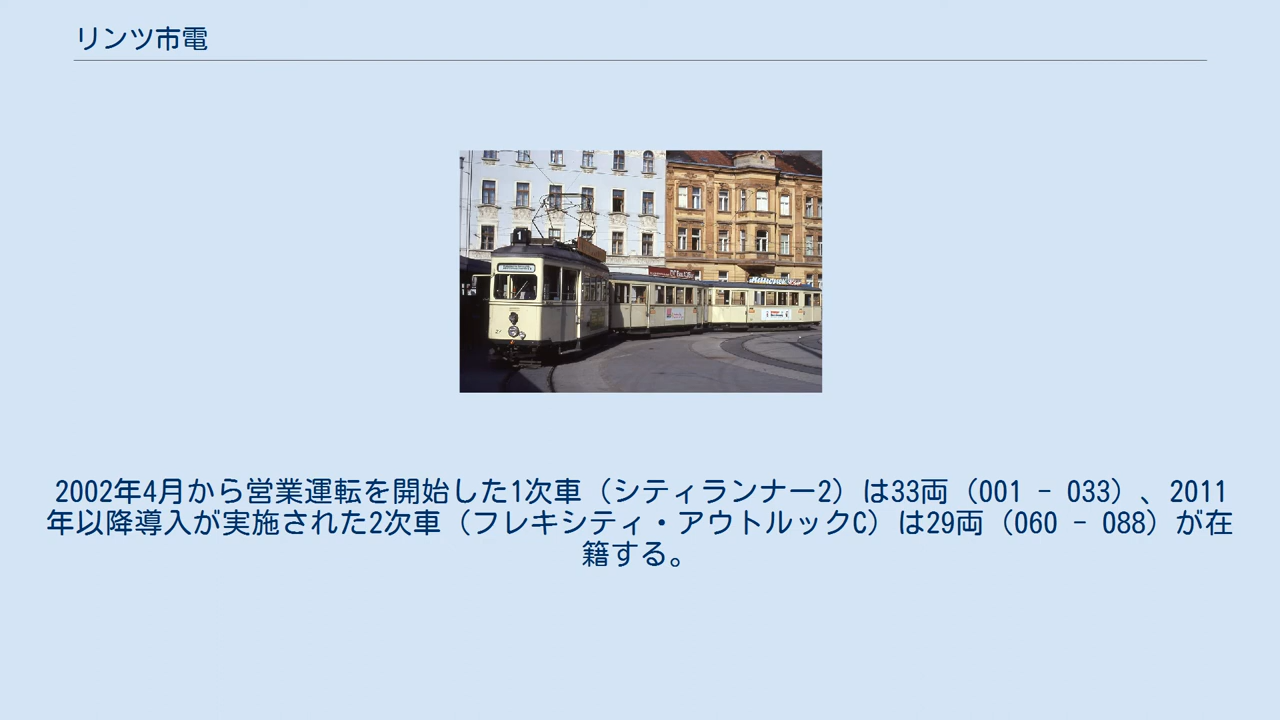 リンツ市電
1
2002年4月から営業運転を開始した1次車（シティランナー2）は33両（001 - 033）、2011
年以降導入が実施された2次車（フレキシティ・アウトルックC）は29両（060 - 088）が在
籍する。